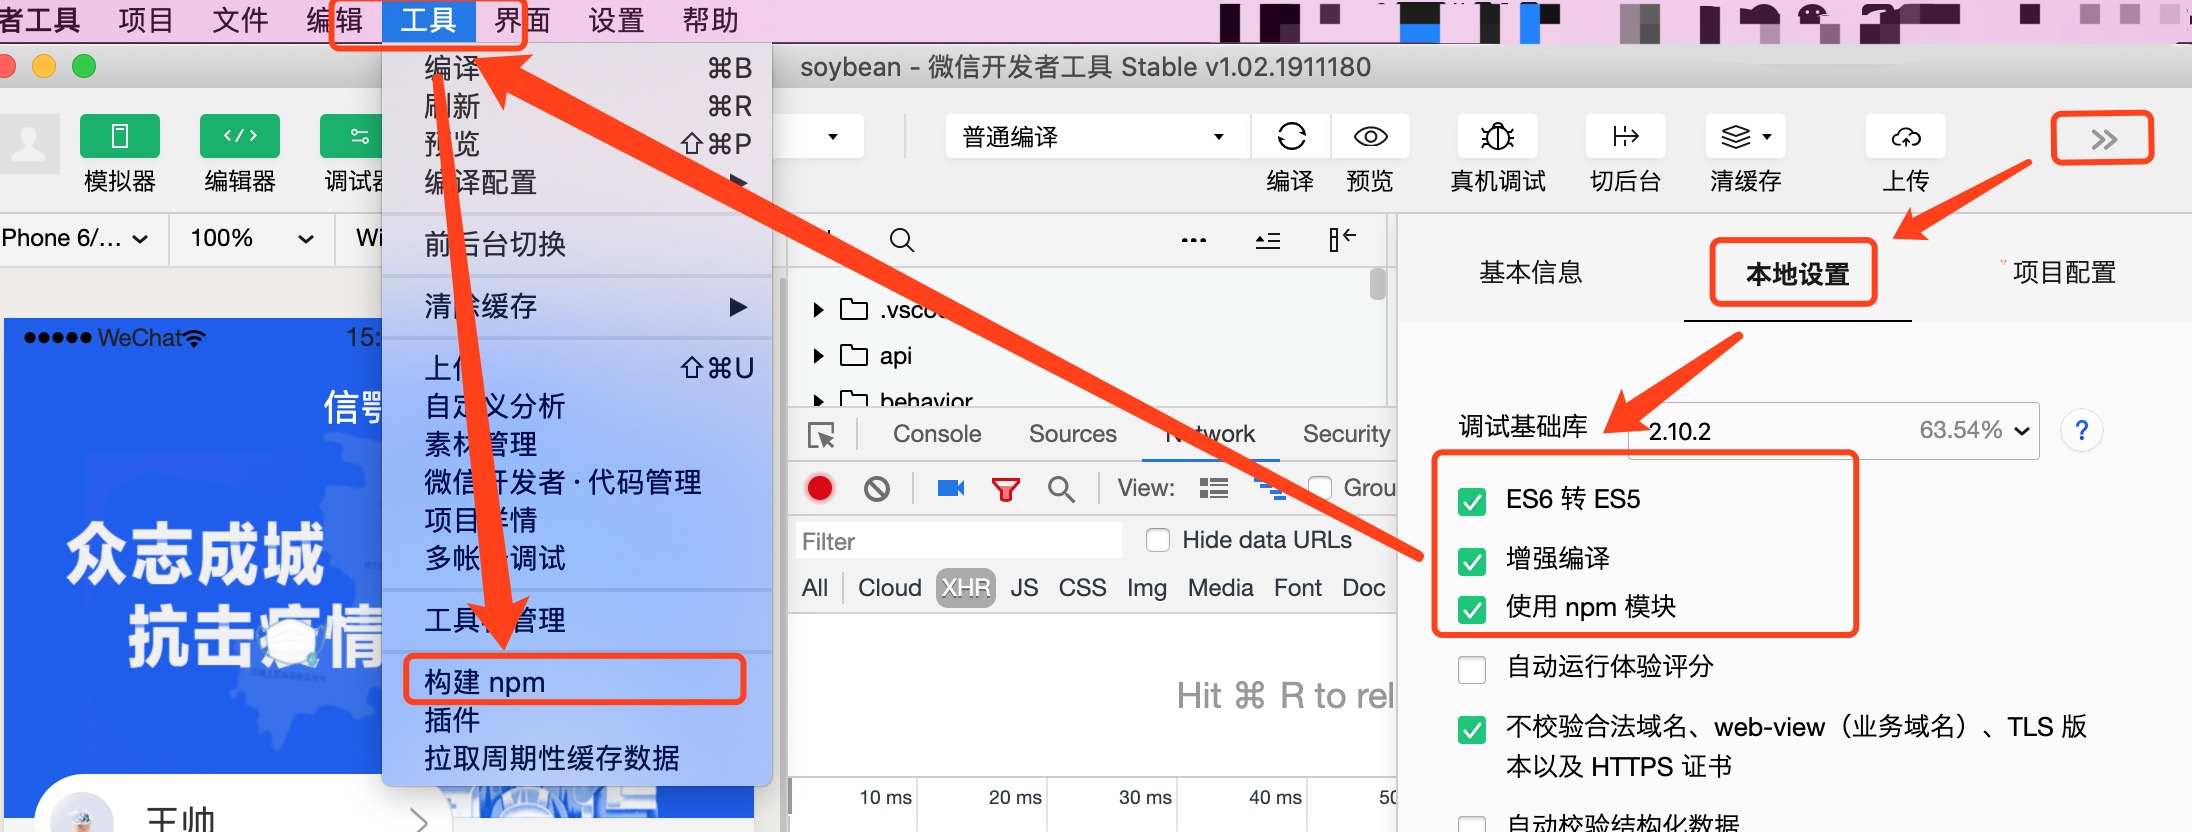 者工具 项目 文件 编辑 工具 界面 设置 帮助
soybean - 微信开发者工具 Stable v1.02.1911180
模拟器 编辑器 调试器
普通编译
编译 预览 真机调试 切后台 清缓存 上传
Phone 6/... 100% Wi
编译 ⌘B
刷新 ⌘R
预览 ⇧⌘P
编译配置
前后台切换
清除缓存
上传 ⇧⌘U
自定义分析
素材管理
微信开发者·代码管理
项目详情
多帐号调试
工具栏管理
构建 npm
插件
拉取周期性缓存数据
WeChat 15:
信鄂
众志成城
抗击疫情
王帅
.vsco
api
behavior
Console Sources Network Security
View: Grou
Filter Hide data URLs
All Cloud XHR JS CSS Img Media Font Doc
Hit ⌘ R to rel
10 ms 20 ms 30 ms 40 ms 50
基本信息 本地设置 项目配置
调试基础库 2.10.2 63.54% ?
ES6 转 ES5
增强编译
使用 npm 模块
自动运行体验评分
不校验合法域名、web-view（业务域名）、TLS 版
本以及 HTTPS 证书
自动校验结构化数据